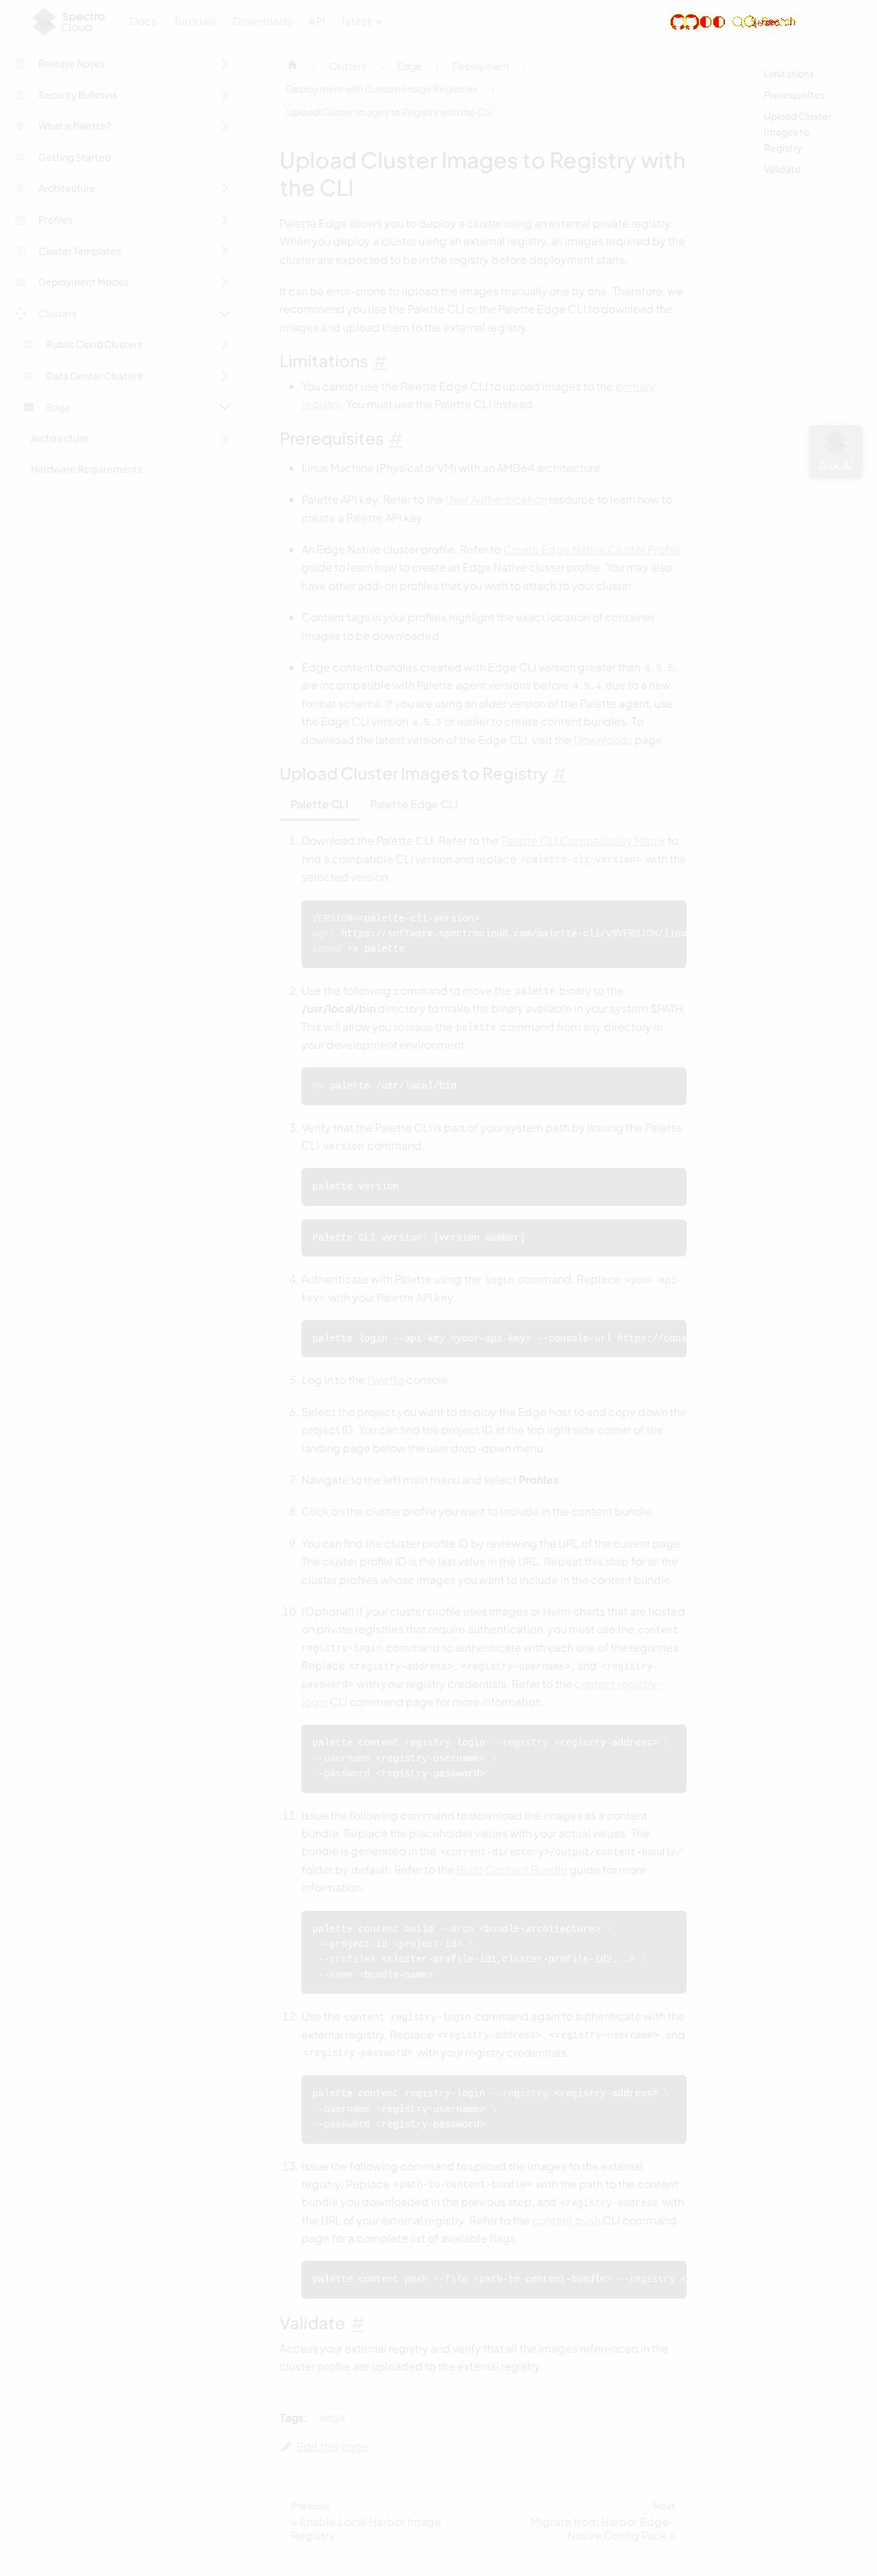 Spectro Cloud
Docs
Tutorials
Downloads
API
latest
Release Notes
Security Bulletins
What is Palette?
Getting Started
Architecture
Profiles
Cluster Templates
Deployment Modes
Clusters
Public Cloud Clusters
Data Center Clusters
Edge
Architecture
Hardware Requirements
Clusters
Edge
Deployment
Deployment with Custom Image Registries
Upload Cluster Images to Registry with the CLI
Upload Cluster Images to Registry with
the CLI
Palette Edge allows you to deploy a cluster using an external private registry.
When you deploy a cluster using an external registry, all images required by the
cluster are expected to be in the registry before deployment starts.
It can be error-prone to upload the images manually one by one. Therefore, we
recommend you use the Palette CLI or the Palette Edge CLI to download the
images and upload them to the external registry.
Limitations #
You cannot use the Palette Edge CLI to upload images to the primary
registry. You must use the Palette CLI instead.
Prerequisites #
Linux Machine (Physical or VM) with an AMD64 architecture.
Palette API key. Refer to the User Authentication resource to learn how to
create a Palette API key.
An Edge Native cluster profile. Refer to Create Edge Native Cluster Profile
guide to learn how to create an Edge Native cluster profile. You may also
have other add-on profiles that you wish to attach to your cluster.
Content tags in your profiles highlight the exact location of container
images to be downloaded.
Edge content bundles created with Edge CLI version greater than 4.5.5,
are incompatible with Palette agent versions before 4.5.4 due to a new
format schema. If you are using an older version of the Palette agent, use
the Edge CLI version 4.5.3 or earlier to create content bundles. To
download the latest version of the Edge CLI, visit the Downloads page.
Upload Cluster Images to Registry #
Palette CLI
Palette Edge CLI
1. Download the Palette CLI. Refer to the Palette CLI Compatibility Matrix to
find a compatible CLI version and replace <palette-cli-version> with the
selected version.
VERSION=<palette-cli-version>
wget https://software.spectrocloud.com/palette-cli/v$VERSION/linu
chmod +x palette
2. Use the following command to move the palette binary to the
/usr/local/bin directory to make the binary available in your system $PATH.
This will allow you to issue the palette command from any directory in
your development environment.
mv palette /usr/local/bin
3. Verify that the Palette CLI is part of your system path by issuing the Palette
CLI version command.
palette version
Palette CLI version: [version number]
4. Authenticate with Palette using the login command. Replace <your-api-
key> with your Palette API key.
palette login --api-key <your-api-key> --console-url https://cons
5. Log in to the Palette console.
6. Select the project you want to deploy the Edge host to and copy down the
project ID. You can find the project ID at the top right side corner of the
landing page below the user drop-down menu.
7. Navigate to the left main menu and select Profiles.
8. Click on the cluster profile you want to include in the content bundle.
9. You can find the cluster profile ID by reviewing the URL of the current page.
The cluster profile ID is the last value in the URL. Repeat this step for all the
cluster profiles whose images you want to include in the content bundle.
10. (Optional) If your cluster profile uses images or Helm charts that are hosted
on private registries that require authentication, you must use the content
registry-login command to authenticate with each one of the registries.
Replace <registry-address>, <registry-username>, and <registry-
password> with your registry credentials. Refer to the content registry-
login CLI command page for more information.
palette content registry-login --registry <registry-address> \
--username <registry-username> \
--password <registry-password>
11. Issue the following command to download the images as a content
bundle. Replace the placeholder values with your actual values. The
bundle is generated in the <current-directory>/output/content-bundle/
folder by default. Refer to the Build Content Bundle guide for more
information.
palette content build --arch <bundle-architecture> \
--project-id <project-id> \
--profiles <cluster-profile-id1,cluster-profile-id2...> \
--name <bundle-name>
12. Use the content registry-login command again to authenticate with the
external registry. Replace <registry-address>, <registry-username>, and
<registry-password> with your registry credentials.
palette content registry-login --registry <registry-address> \
--username <registry-username> \
--password <registry-password>
13. Issue the following command to upload the images to the external
registry. Replace <path-to-content-bundle> with the path to the content
bundle you downloaded in the previous step, and <registry-address with
the URL of your external registry. Refer to the content push CLI command
page for a complete list of available flags.
palette content push --file <path-to-content-bundle> --registry <
Validate #
Access your external registry and verify that all the images referenced in the
cluster profile are uploaded to the external registry.
Tags: edge
Edit this page
Previous
« Enable Local Harbor Image
Registry
Next
Migrate from Harbor Edge-
Native Config Pack »
Limitations
Prerequisites
Upload Cluster
Images to
Registry
Validate
Ask AI